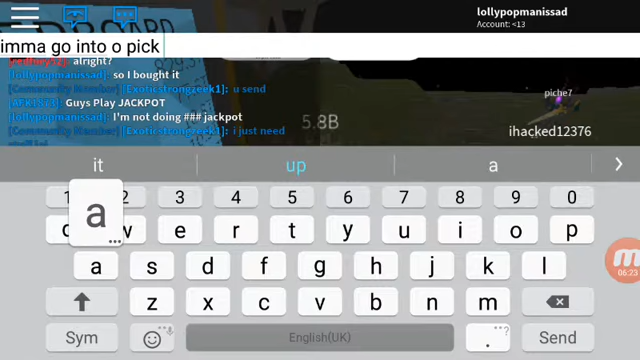 lollypopmanissad
Account: <13
imma go into o pick
alright?
[lollypopmanissad]: so I bought it
[Community Member] [Exoticstrongzeek1]: u send
Guys Play JACKPOT
[lollypopmanissad]: I'm not doing ### jackpot
[Community Member] [Exoticstrongzeek1]: i just need
piche7
5.8B
ihacked12376
it up a >
1 3 4 5 6 7 8 9 0
a ...
e r t y u i o p
a s d f g h j k l
z x c v b n m
Sym English(UK) . ...? Send
06:23